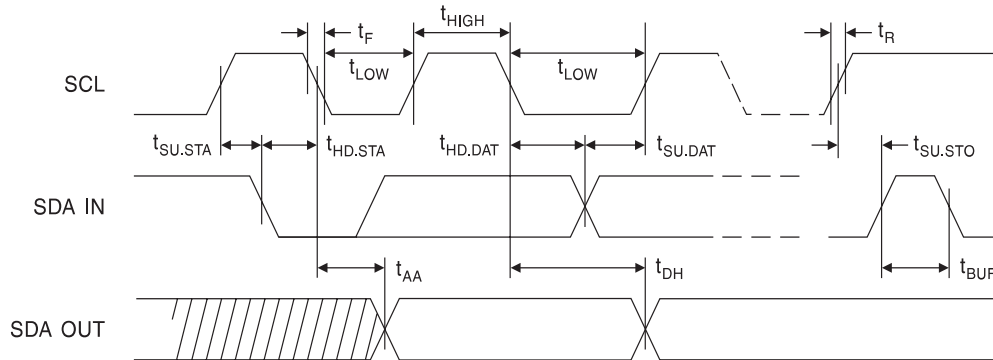 tF
tHIGH
tR
tLOW
tLOW
SCL
tSU.STA
tHD.STA
tHD.DAT
tSU.DAT
tSU.STO
SDA IN
tAA
tDH
tBUF
SDA OUT